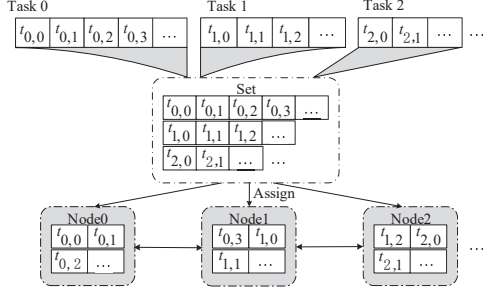 Task 0 Task 1 Task 2
t0,0 t0,1 t0,2 t0,3 ... t1,0 t1,1 t1,2 ... t2,0 t2,1 ... ...
Set
t0,0 t0,1 t0,2 t0,3 ...
t1,0 t1,1 t1,2 ...
t2,0 t2,1 ... ...
Assign
Node0 Node1 Node2
t0,0 t0,1 t0,3 t1,0 t1,2 t2,0
t0,2 ... t1,1 ... t2,1 ... ...